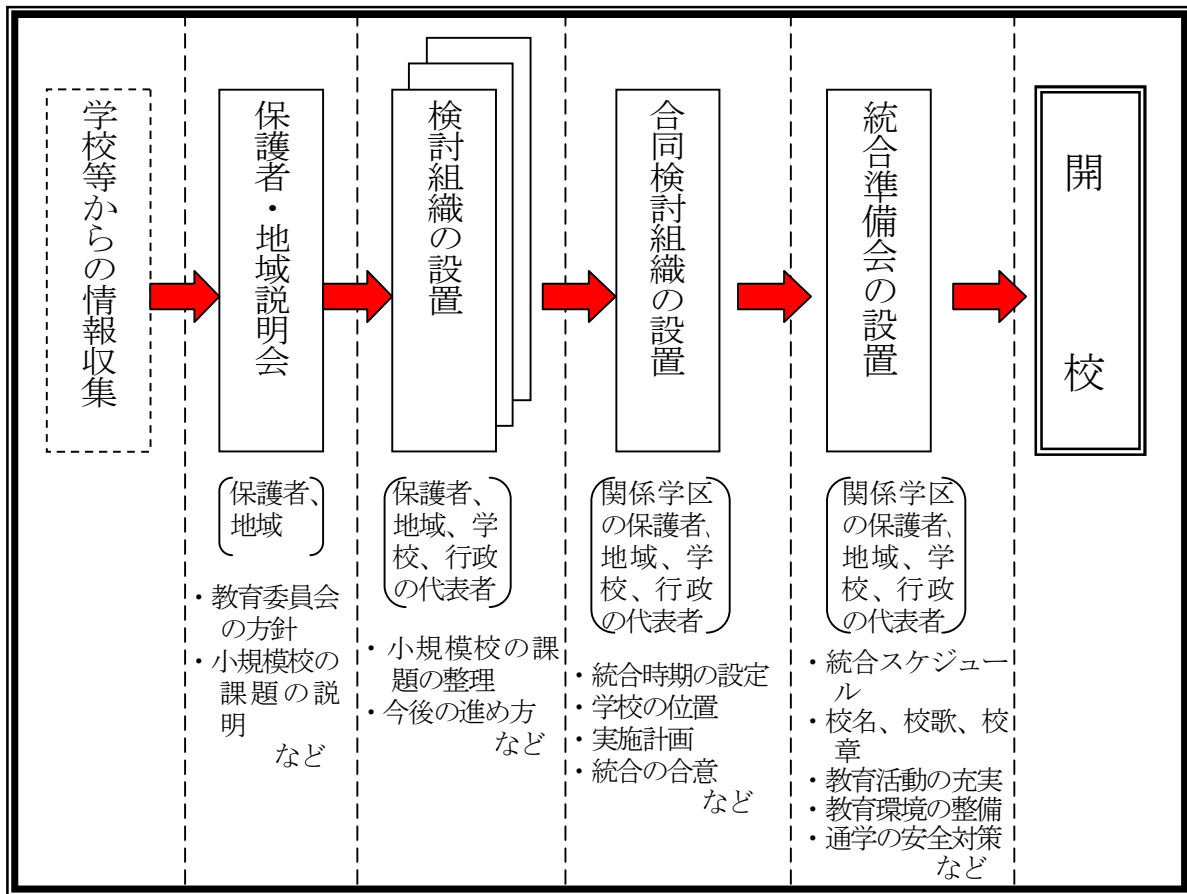 学校等からの情報収集
保護者・地域説明会
検討組織の設置
合同検討組織の設置
統合準備会の設置
開校
保護者、
地域
・教育委員会
の方針
・小規模校の
課題の説
明
など
保護者、
地域、学
校、行政
の代表者
・小規模校の課
題の整理
・今後の進め方
など
関係学区
の保護者、
地域、学
校、行政
の代表者
・統合時期の設定
・学校の位置
・実施計画
・統合の合意
など
関係学区
の保護者、
地域、学
校、行政
の代表者
・統合スケジュー
ル
・校名、校歌、校
章
・教育活動の充実
・教育環境の整備
・通学の安全対策
など